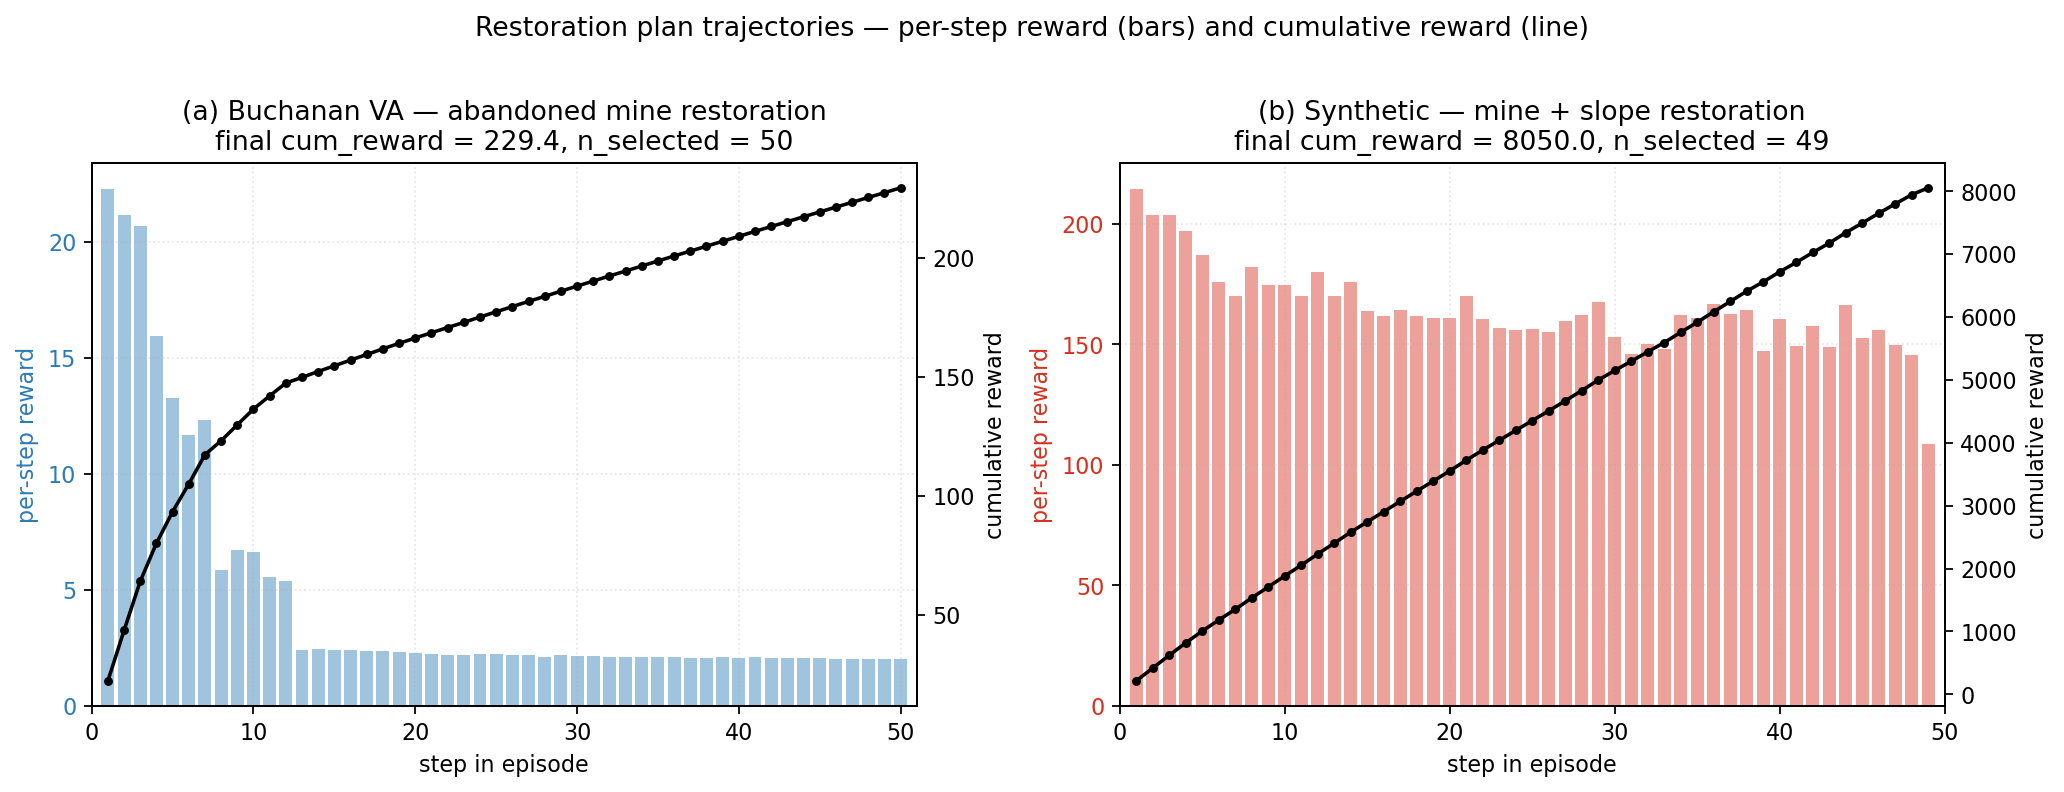 Restoration plan trajectories — per-step reward (bars) and cumulative reward (line)
(a) Buchanan VA — abandoned mine restoration
final cum_reward = 229.4, n_selected = 50
per-step reward
20
15
10
5
0
200
150
100
50
cumulative reward
0 10 20 30 40 50
step in episode
(b) Synthetic — mine + slope restoration
final cum_reward = 8050.0, n_selected = 49
per-step reward
200
150
100
50
0
8000
7000
6000
5000
4000
3000
2000
1000
0
cumulative reward
0 10 20 30 40 50
step in episode